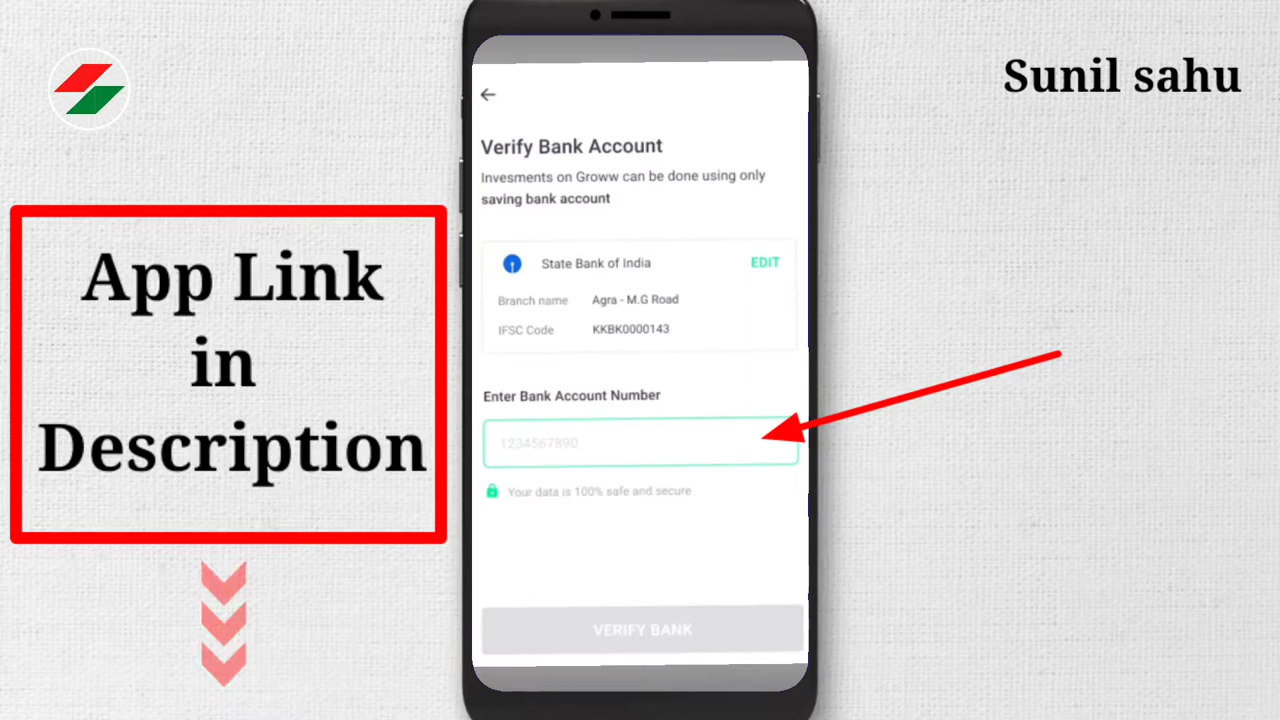 Sunil sahu
App Link
in
Description
Verify Bank Account
Invesments on Groww can be done using only
saving bank account
State Bank of India EDIT
Branch name Agra - M.G Road
IFSC Code KKBK0000143
Enter Bank Account Number
1234567890
Your data is 100% safe and secure
VERIFY BANK